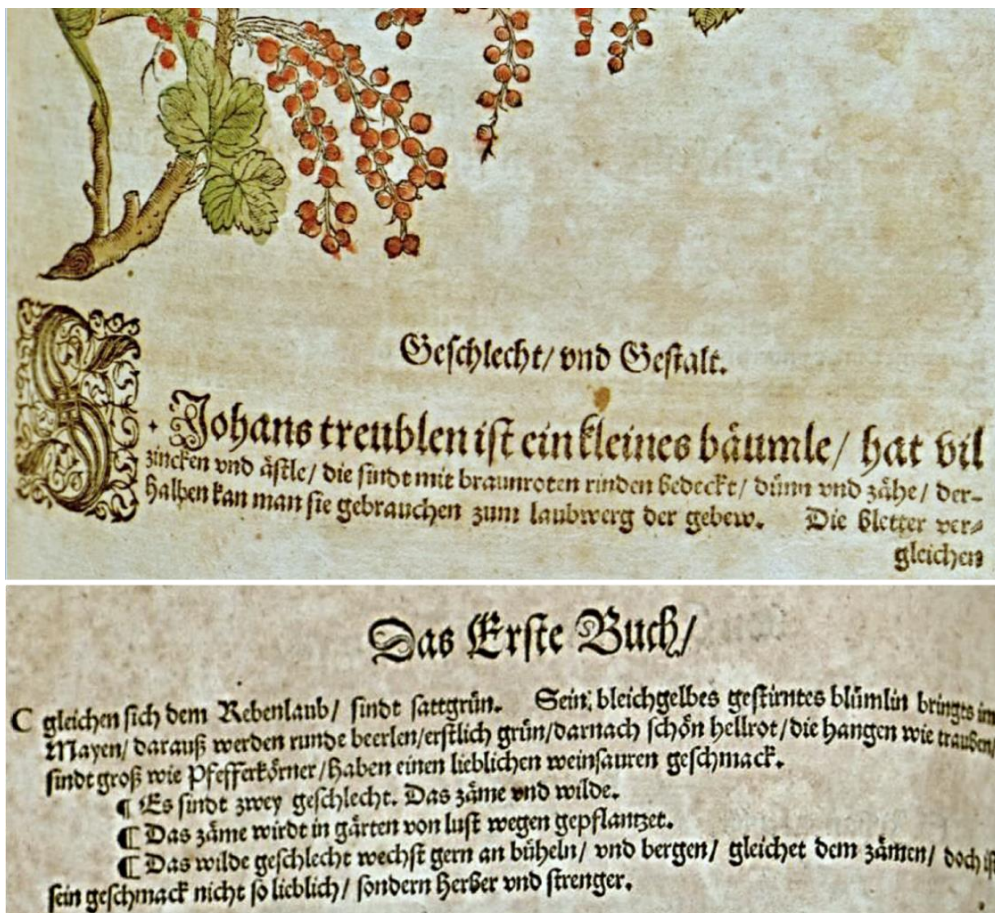 Geschlecht/ vnd Gestalt.
S. Johans treublen ist ein kleines bäumle/ hat vil
zincken vnd ästle/ die sindt mit braunroten rinden bedeckt/ dünn vnd zähe/ der-
halben kan man sie gebrauchen zum laubwerg der gebew. Die bletter ver-
gleichen
Das Erste Buch/
C gleichen sich dem Rebenlaub/ sindt sattgrün. Sein bleichgelbes gestirntes blümlin bringts im
Mayen/ darauß werden runde beerlen/erstlich grün/darnach schön hellrot/die hangen wie trauben/
sindt groß wie Pfefferkörner/haben einen lieblichen weinsauren geschmack.
¶ Es sindt zwey geschlecht. Das zäme vnd wilde.
¶ Das zäme wirdt in gärten von lust wegen gepflantzet.
¶ Das wilde geschlecht wechst gern an büheln/ vnd bergen/ gleichet dem zämen/ doch ist
sein geschmack nicht so lieblich/ sondern herber vnd strenger.